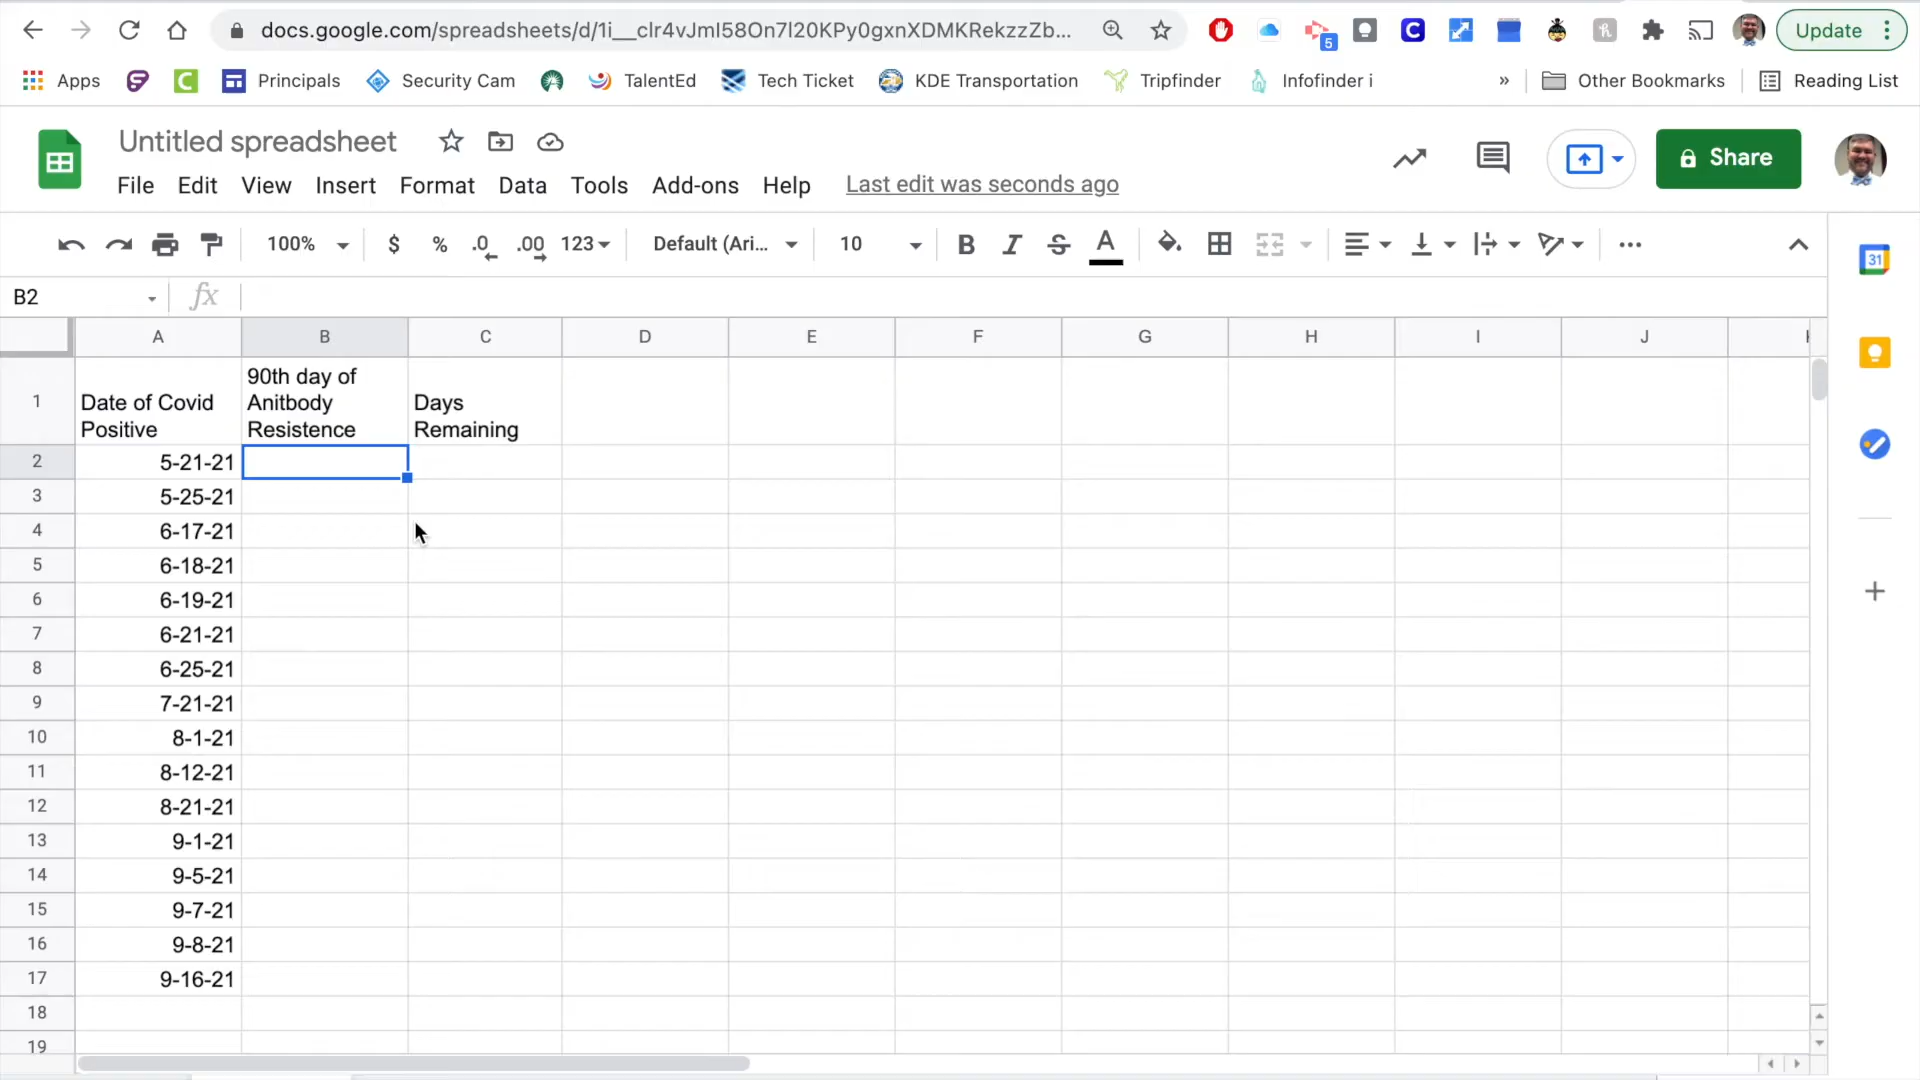 docs.google.com/spreadsheets/d/1i__clr4vJmI58On7l20KPy0gxnXDMKRekzzZb...
5
Update
Apps
Principals
Security Cam
TalentEd
Tech Ticket
KDE Transportation
Tripfinder
Infofinder i
»
Other Bookmarks
Reading List
Untitled spreadsheet
File Edit View Insert Format Data Tools Add-ons Help Last edit was seconds ago
Share
100% $ % .0 .00 123 Default (Ari... 10 B I S A
31
B2 fx
A B C D E F G H I J
1 Date of Covid Positive
90th day of Anitbody Resistence
Days Remaining
2 5-21-21
3 5-25-21
4 6-17-21
5 6-18-21
6 6-19-21
7 6-21-21
8 6-25-21
9 7-21-21
10 8-1-21
11 8-12-21
12 8-21-21
13 9-1-21
14 9-5-21
15 9-7-21
16 9-8-21
17 9-16-21
18
19